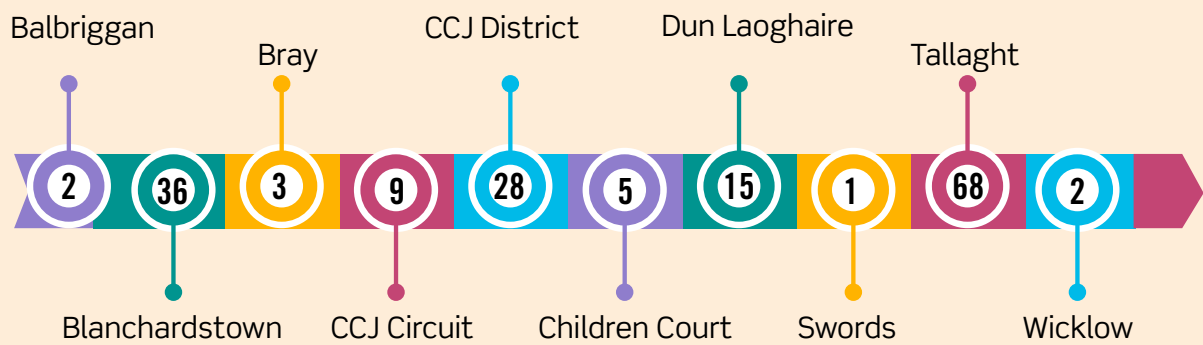 Balbriggan
Bray
CCJ District
Dun Laoghaire
Tallaght
2
36
3
9
28
5
15
1
68
2
Blanchardstown
CCJ Circuit
Children Court
Swords
Wicklow